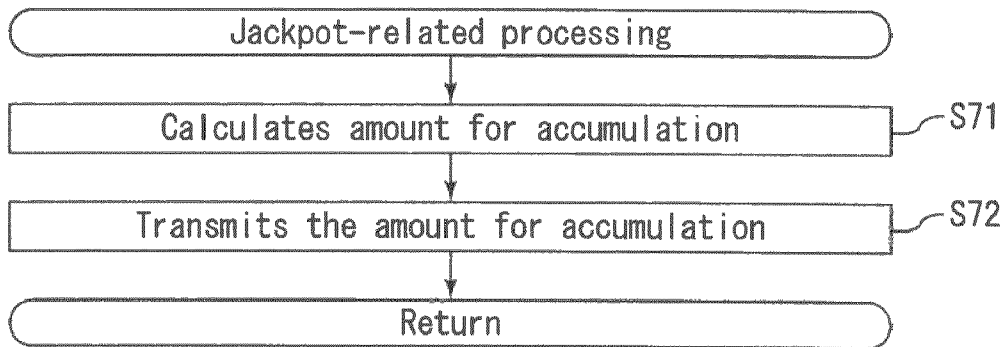 Jackpot-related processing
Calculates amount for accumulation
S71
Transmits the amount for accumulation
S72
Return